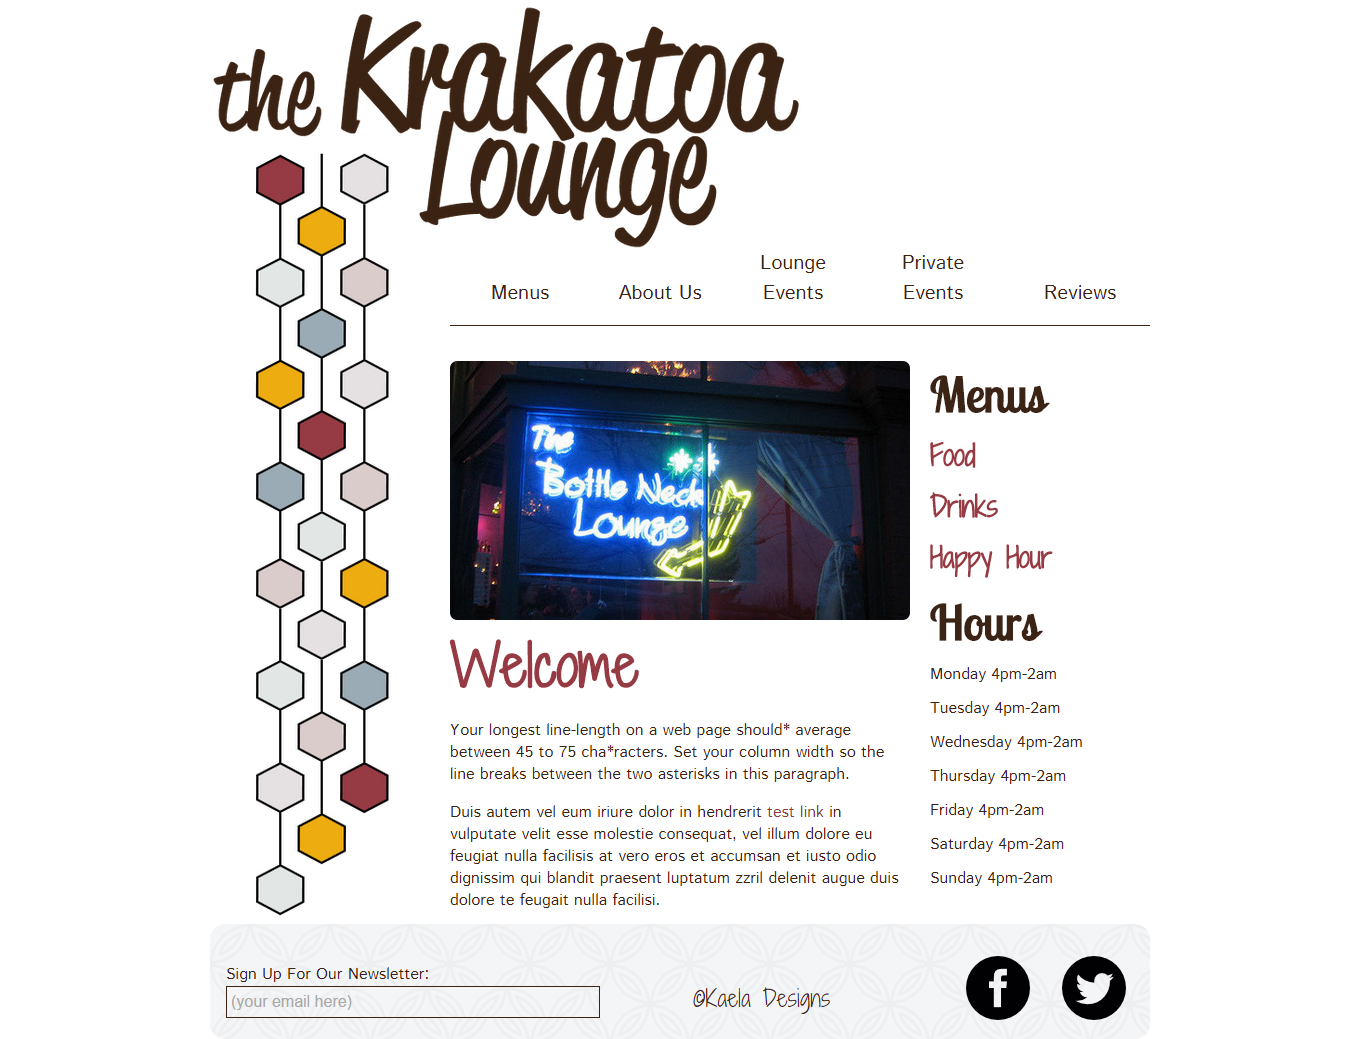 the Krakatoa
Lounge
Menus
About Us
Lounge
Events
Private
Events
Reviews
The
Bottle Neck
Lounge
Welcome
Your longest line-length on a web page should* average
between 45 to 75 cha*racters. Set your column width so the
line breaks between the two asterisks in this paragraph.
Duis autem vel eum iriure dolor in hendrerit test link in
vulputate velit esse molestie consequat, vel illum dolore eu
feugiat nulla facilisis at vero eros et accumsan et iusto odio
dignissim qui blandit praesent luptatum zzril delenit augue duis
dolore te feugait nulla facilisi.
Menus
Food
Drinks
Happy Hour
Hours
Monday 4pm-2am
Tuesday 4pm-2am
Wednesday 4pm-2am
Thursday 4pm-2am
Friday 4pm-2am
Saturday 4pm-2am
Sunday 4pm-2am
Sign Up For Our Newsletter:
(your email here)
©Kaela Designs